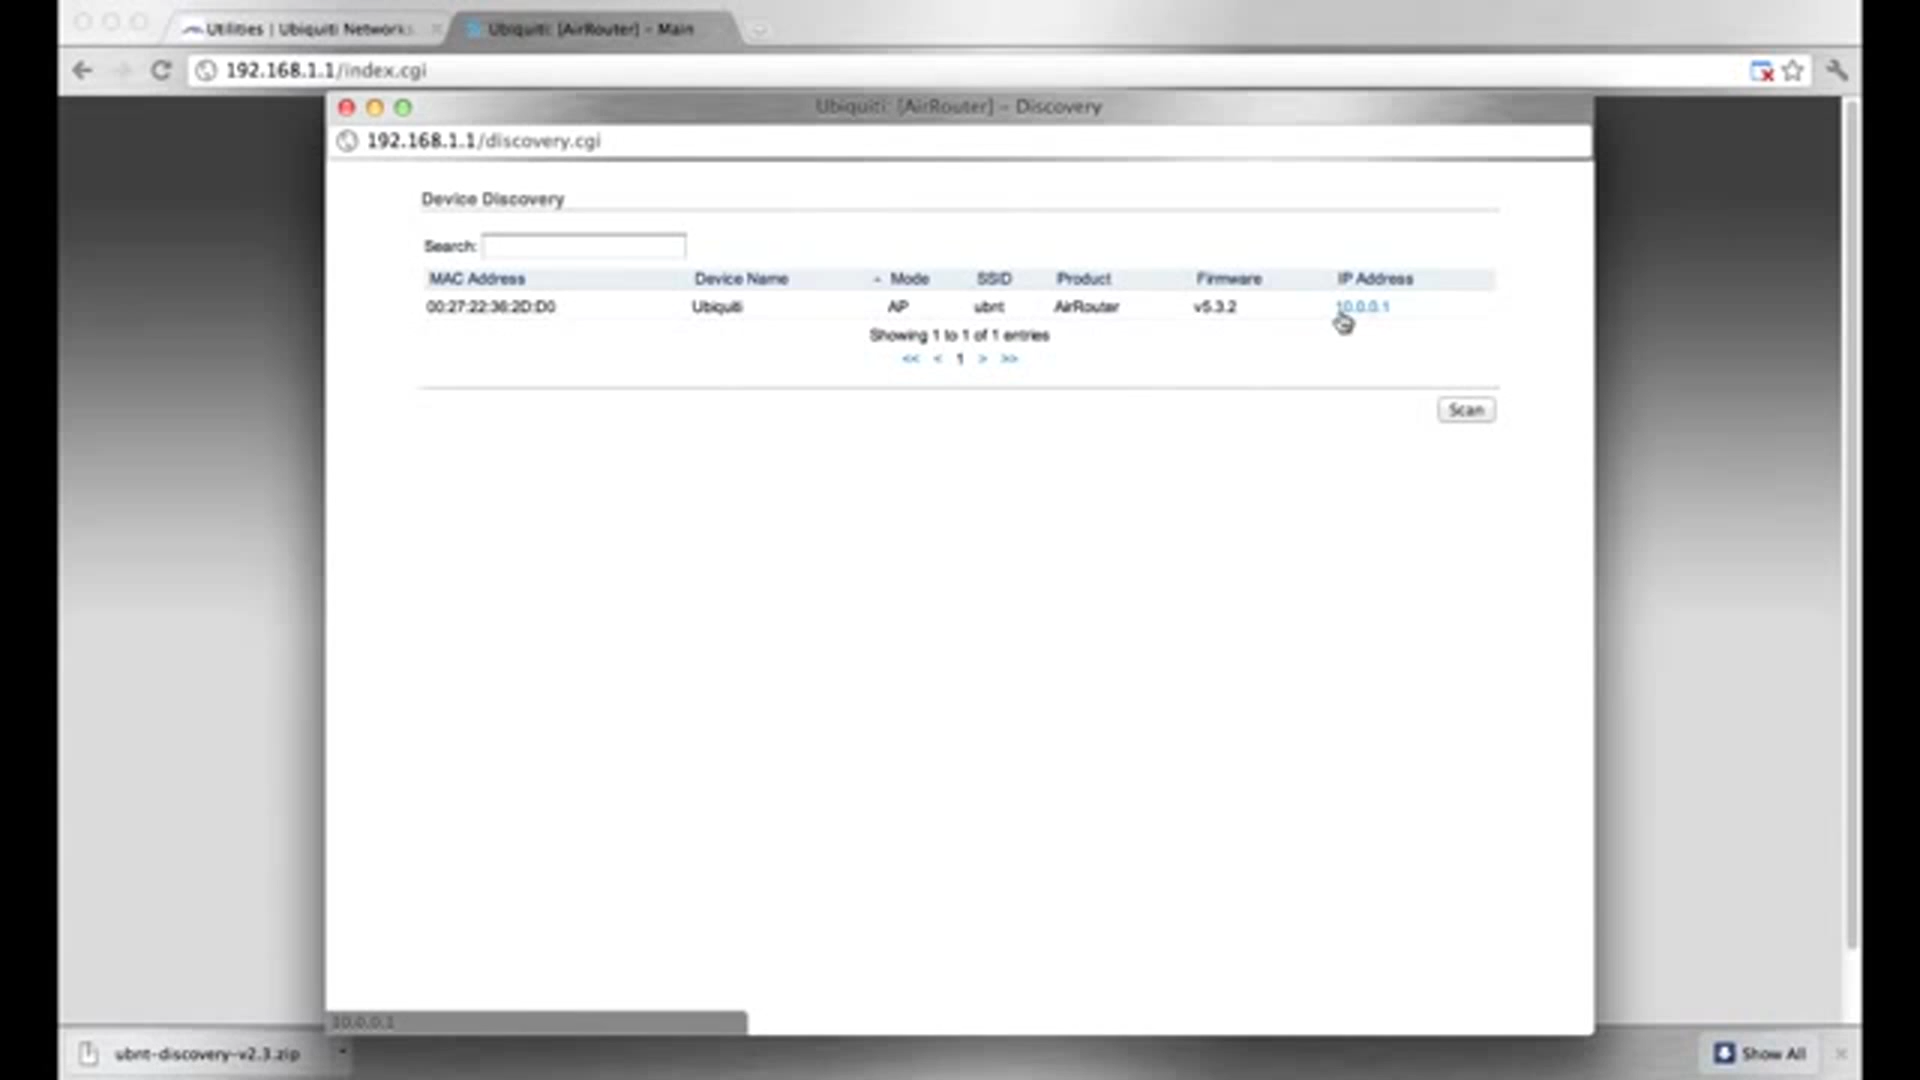 Utilities | Ubiquiti Networks
Ubiquiti: [AirRouter] – Main
192.168.1.1/index.cgi
Ubiquiti: [AirRouter] – Discovery
192.168.1.1/discovery.cgi
Device Discovery
Search:
MAC Address Device Name Mode SSID Product Firmware IP Address
00:27:22:36:2D:D0 Ubiquiti AP ubnt AirRouter v5.3.2 10.0.0.1
Showing 1 to 1 of 1 entries
<< < 1 > >>
Scan
10.0.0.1
ubnt-discovery-v2.3.zip
Show All